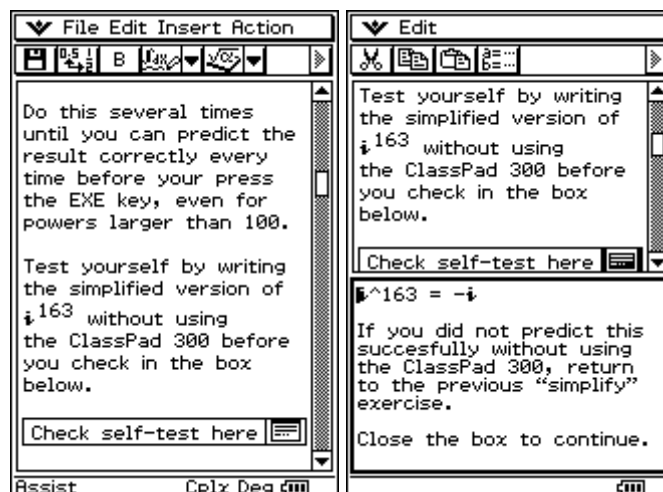 File Edit Insert Action
B
Do this several times
until you can predict the
result correctly every
time before your press
the EXE key, even for
powers larger than 100.
Test yourself by writing
the simplified version of
i^163 without using
the ClassPad 300 before
you check in the box
below.
Check self-test here
Assist Cplx Deg
Edit
Test yourself by writing
the simplified version of
i^163 without using
the ClassPad 300 before
you check in the box
below.
Check self-test here
i^163 = -i
If you did not predict this
succesfully without using
the ClassPad 300, return
to the previous “simplify”
exercise.
Close the box to continue.